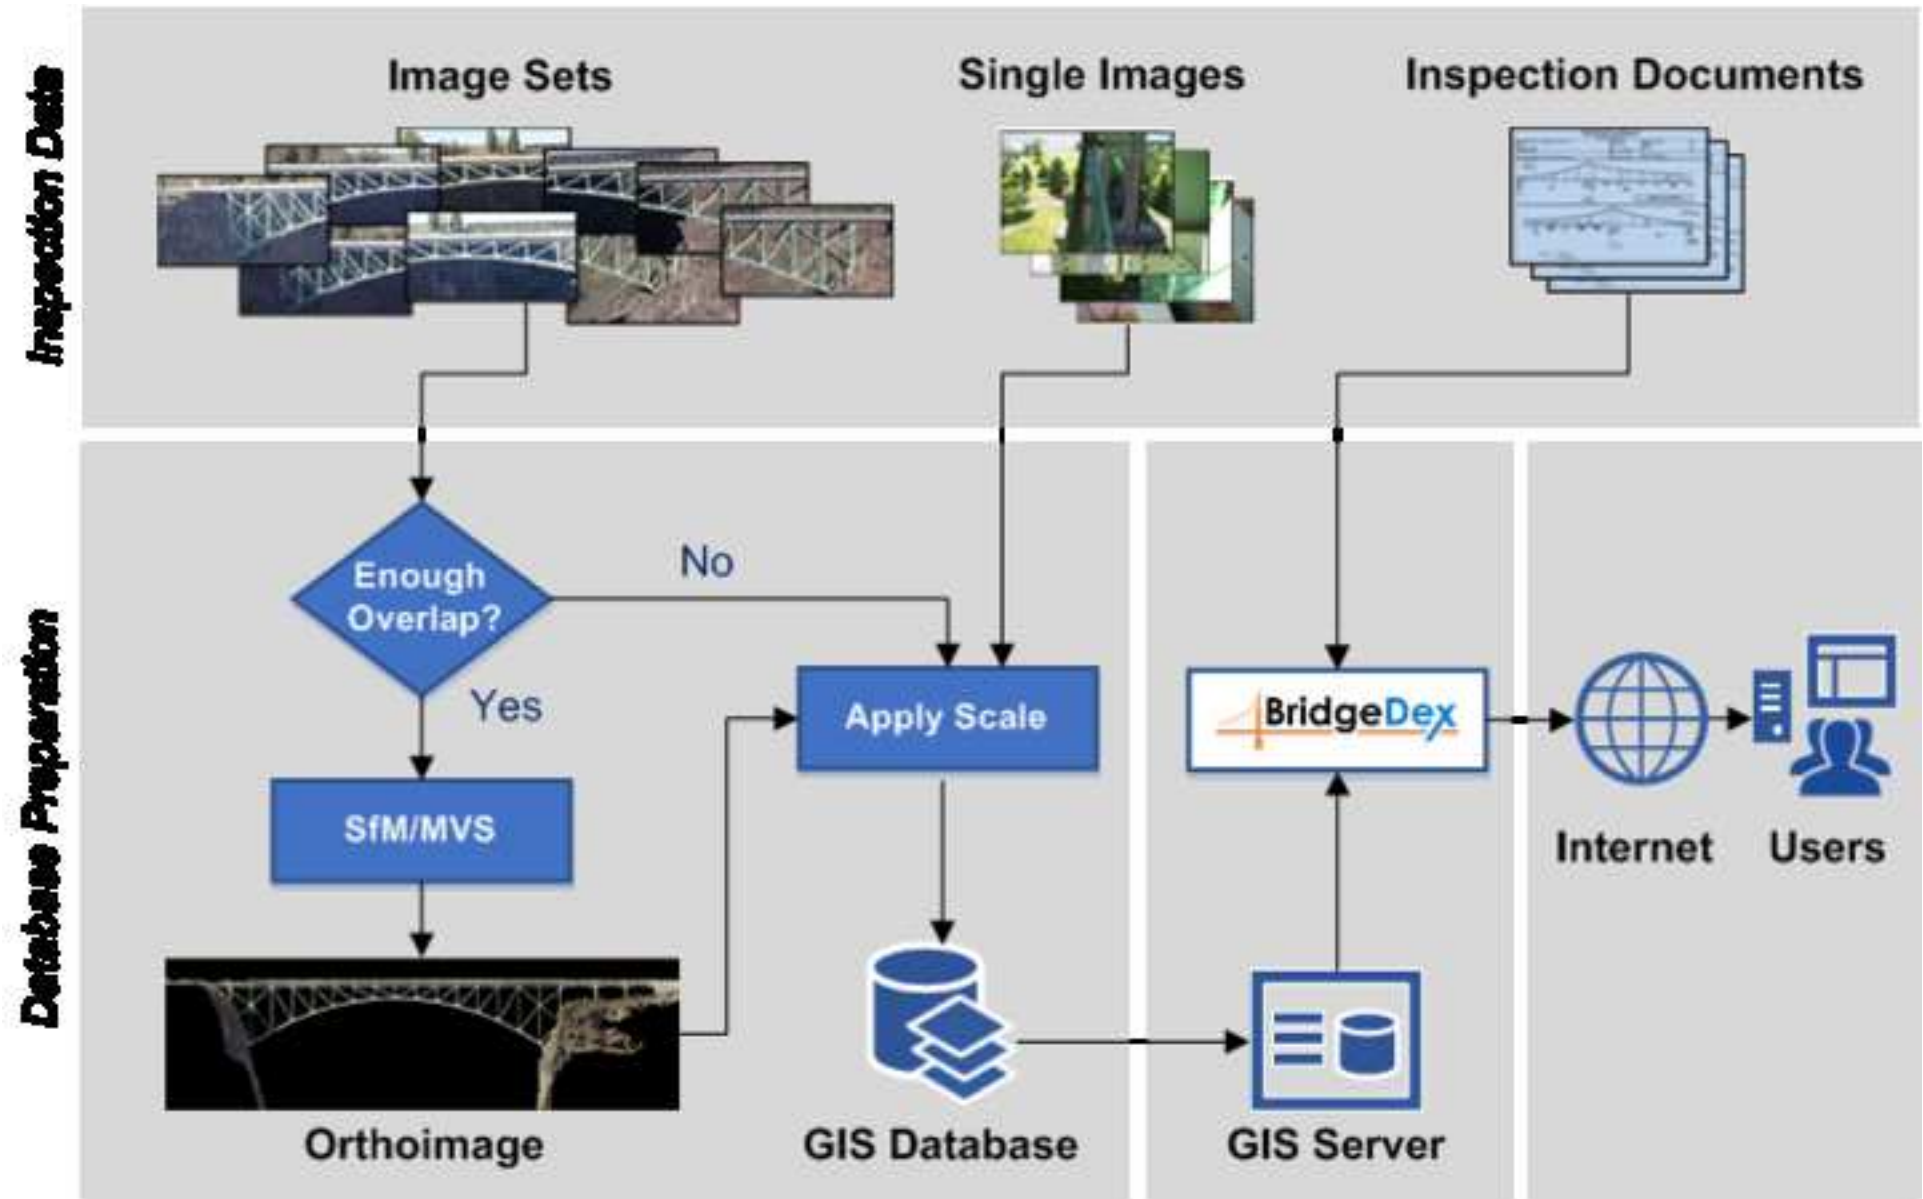 Inspection Data
Image Sets
Single Images
Inspection Documents
Database Preparation
Enough
Overlap?
No
Yes
SfM/MVS
Apply Scale
BridgeDex
Internet
Users
Orthoimage
GIS Database
GIS Server